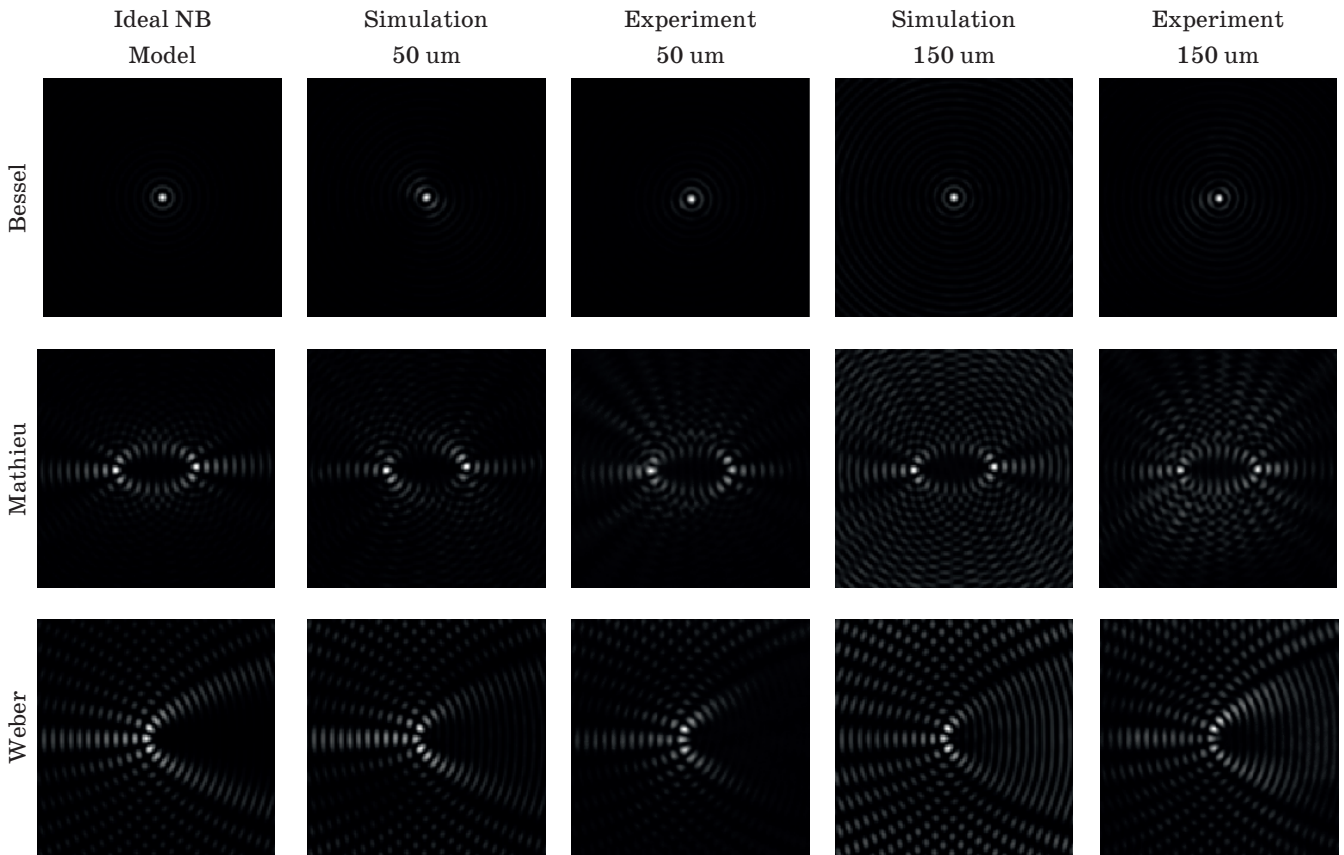 Ideal NB Simulation Experiment Simulation Experiment
Model 50 um 50 um 150 um 150 um
Bessel
Mathieu
Weber